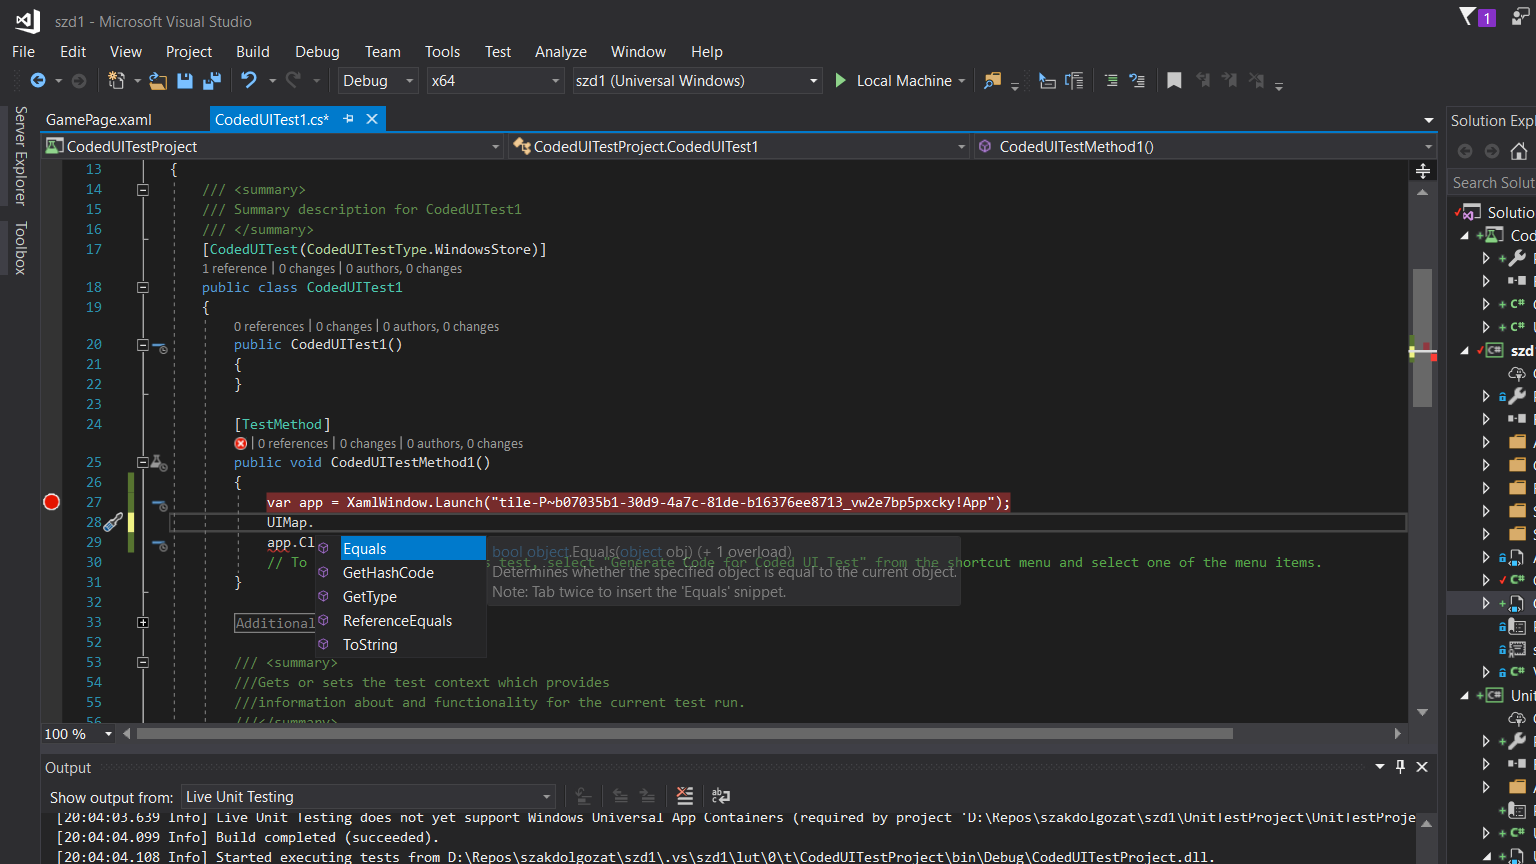 szd1 - Microsoft Visual Studio
1
File Edit View Project Build Debug Team Tools Test Analyze Window Help
Debug x64 szd1 (Universal Windows) Local Machine
Server Explorer
Toolbox
GamePage.xaml CodedUITest1.cs*
CodedUITestProject CodedUITestProject.CodedUITest1 CodedUITestMethod1()
13 {
14 /// <summary>
15 /// Summary description for CodedUITest1
16 /// </summary>
17 [CodedUITest(CodedUITestType.WindowsStore)]
1 reference | 0 changes | 0 authors, 0 changes
18 public class CodedUITest1
19 {
0 references | 0 changes | 0 authors, 0 changes
20 public CodedUITest1()
21 {
22 }
23
24 [TestMethod]
| 0 references | 0 changes | 0 authors, 0 changes
25 public void CodedUITestMethod1()
26 {
27 var app = XamlWindow.Launch("tile-P~b07035b1-30d9-4a7c-81de-b16376ee8713_vw2e7bp5pxcky!App");
28 UIMap.
29 app.Cl
30 // To s test, select "Generate Code for Coded UI Test" from the shortcut menu and select one of the menu items.
31 }
32
33 Additional
52
53 /// <summary>
54 ///Gets or sets the test context which provides
55 ///information about and functionality for the current test run.
56 ///</summary>
Equals
GetHashCode
GetType
ReferenceEquals
ToString
bool object.Equals(object obj) (+ 1 overload)
Determines whether the specified object is equal to the current object.
Note: Tab twice to insert the 'Equals' snippet.
100 %
Output
Show output from: Live Unit Testing
[20:04:03.639 Info] Live Unit Testing does not yet support Windows Universal App Containers (required by project 'D:\Repos\szakdolgozat\szd1\UnitTestProject\UnitTestProje
[20:04:04.099 Info] Build completed (succeeded).
[20:04:04.108 Info] Started executing tests from D:\Repos\szakdolgozat\szd1\.vs\szd1\lut\0\t\CodedUITestProject\bin\Debug\CodedUITestProject.dll.
Solution Expl
Search Solut
Solutio
Cod
szd
Unit